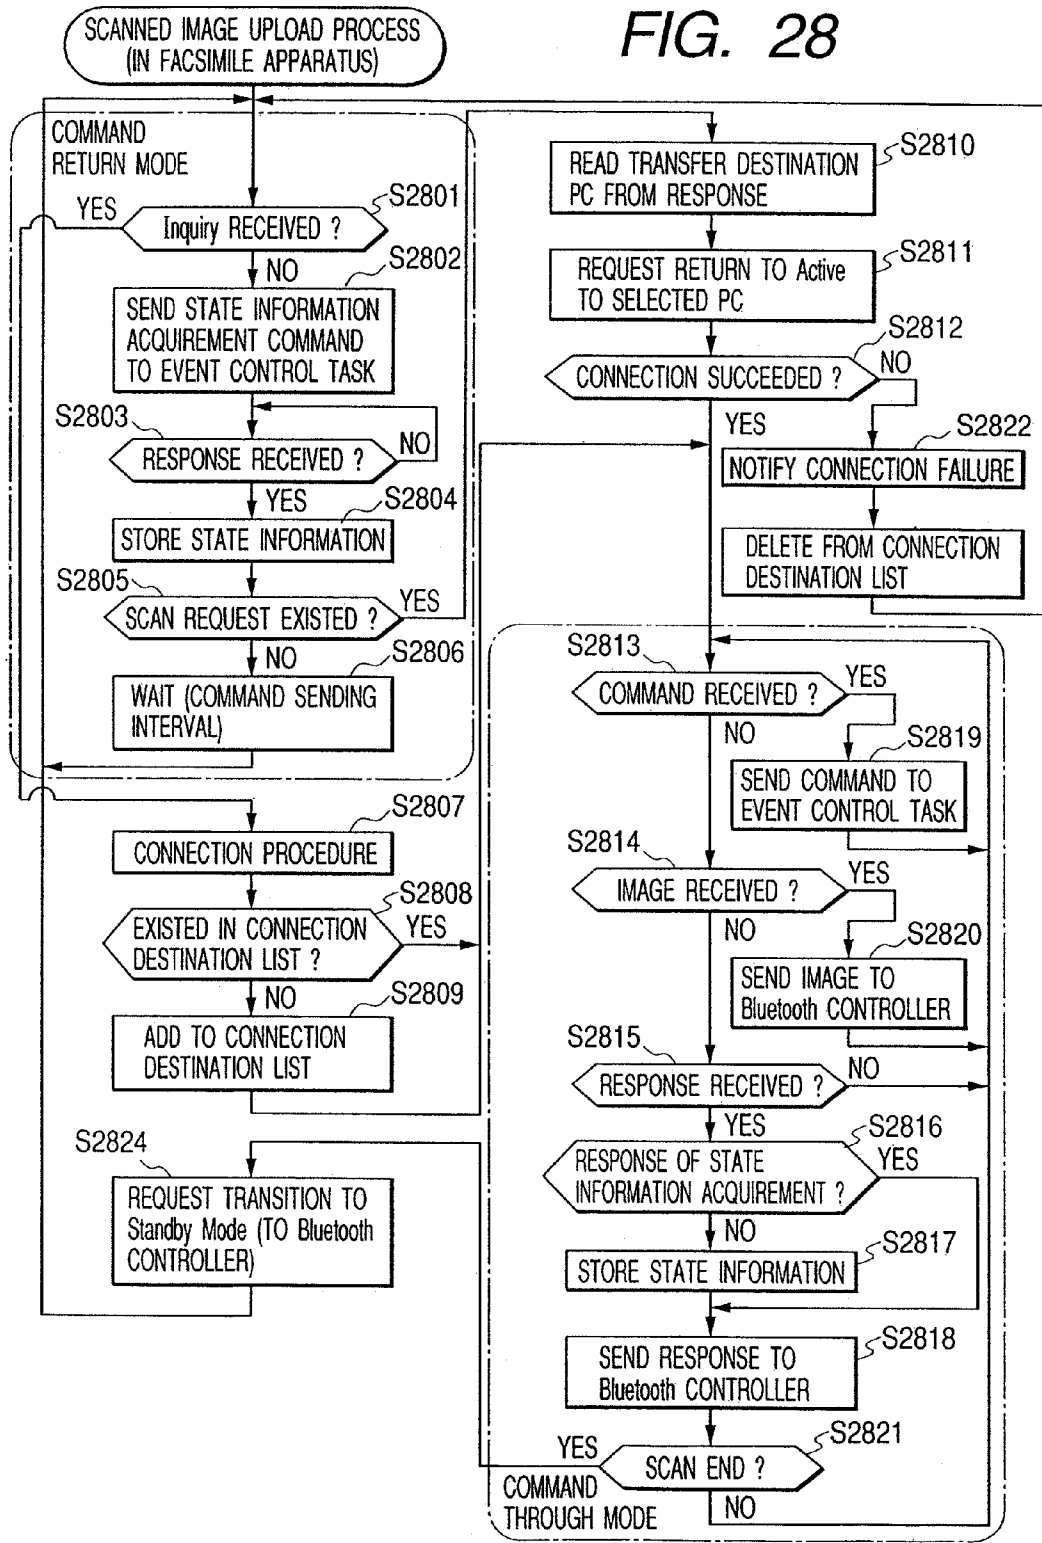 FIG. 28
SCANNED IMAGE UPLOAD PROCESS
(IN FACSIMILE APPARATUS)
COMMAND
RETURN MODE
YES
S2801
Inquiry RECEIVED ?
NO
S2802
SEND STATE INFORMATION
ACQUIREMENT COMMAND
TO EVENT CONTROL TASK
S2803
RESPONSE RECEIVED ?
NO
YES
S2804
STORE STATE INFORMATION
S2805
SCAN REQUEST EXISTED ?
YES
NO
S2806
WAIT (COMMAND SENDING
INTERVAL)
S2807
CONNECTION PROCEDURE
S2808
EXISTED IN CONNECTION
DESTINATION LIST ?
YES
NO
S2809
ADD TO CONNECTION
DESTINATION LIST
S2824
REQUEST TRANSITION TO
Standby Mode (TO Bluetooth
CONTROLLER)
S2810
READ TRANSFER DESTINATION
PC FROM RESPONSE
S2811
REQUEST RETURN TO Active
TO SELECTED PC
S2812
CONNECTION SUCCEEDED ?
NO
YES
S2822
NOTIFY CONNECTION FAILURE
DELETE FROM CONNECTION
DESTINATION LIST
S2813
COMMAND RECEIVED ?
YES
NO
S2819
SEND COMMAND TO
EVENT CONTROL TASK
S2814
IMAGE RECEIVED ?
YES
NO
S2820
SEND IMAGE TO
Bluetooth CONTROLLER
S2815
RESPONSE RECEIVED ?
NO
YES
S2816
RESPONSE OF STATE
INFORMATION ACQUIREMENT ?
YES
NO
S2817
STORE STATE INFORMATION
S2818
SEND RESPONSE TO
Bluetooth CONTROLLER
S2821
YES
SCAN END ?
NO
COMMAND
THROUGH MODE